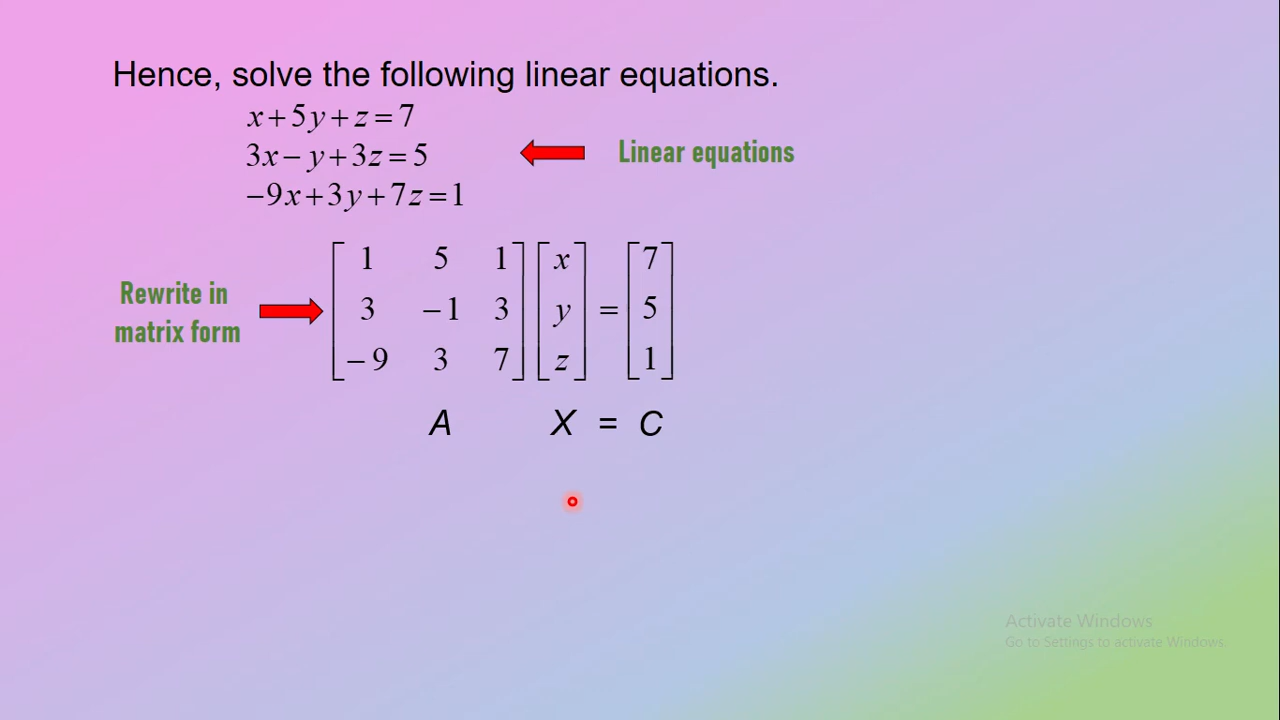 Hence, solve the following linear equations.
x+5y+z=7
3x−y+3z=5
−9x+3y+7z=1
Linear equations
Rewrite in
matrix form
1 5 1 x 7
3 −1 3 y = 5
−9 3 7 z 1
A X = C
Activate Windows
Go to Settings to activate Windows.